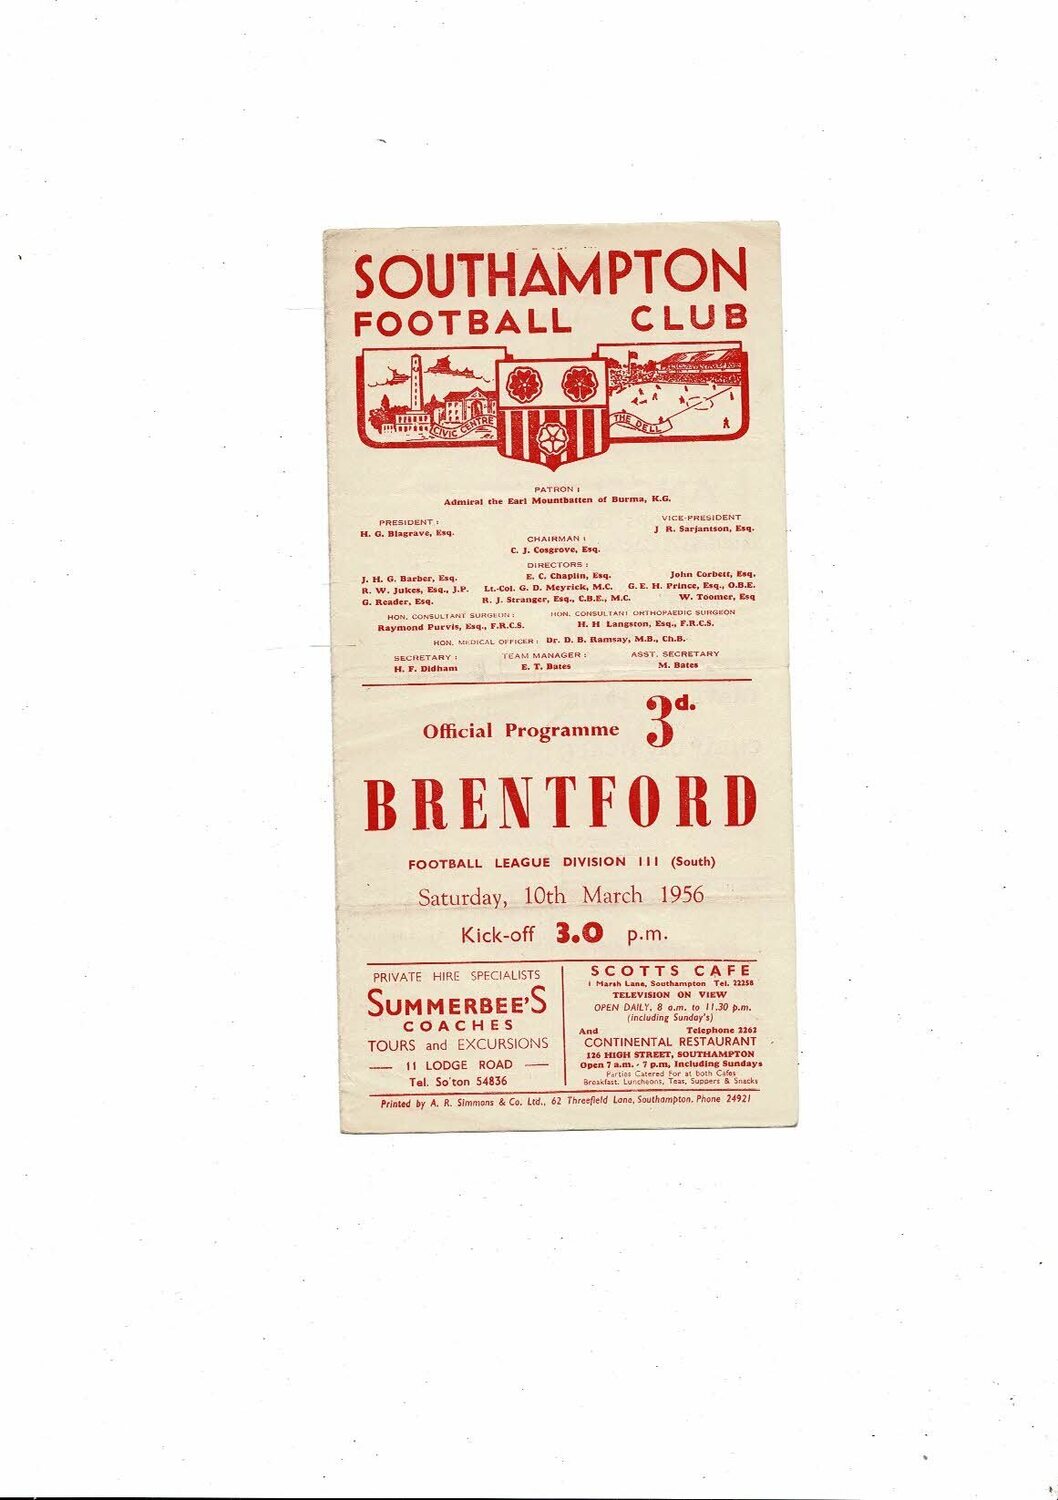 SOUTHAMPTON
FOOTBALL CLUB
CIVIC CENTRE
THE DELL
PATRON :
Admiral the Earl Mountbatten of Burma, K.G.
PRESIDENT :
H. G. Blagrave, Esq.
VICE-PRESIDENT
J R. Sarjantson, Esq.
CHAIRMAN :
C. J. Cosgrove, Esq.
DIRECTORS :
J. H. G. Barber, Esq. E. C. Chaplin, Esq. John Corbett, Esq.
R. W. Jukes, Esq., J.P. Lt.-Col. G. D. Meyrick, M.C. G. E. H. Prince, Esq., O.B.E.
G. Reader, Esq. R. J. Stranger, Esq., C.B.E., M.C. W. Toomer, Esq
HON. CONSULTANT SURGEON : HON. CONSULTANT ORTHOPAEDIC SURGEON
Raymond Purvis, Esq., F.R.C.S. H. H Langston, Esq., F.R.C.S.
HON. MEDICAL OFFICER : Dr. D. B. Ramsay, M.B., Ch.B.
SECRETARY : TEAM MANAGER : ASST. SECRETARY
H. F. Didham E. T. Bates M. Bates
Official Programme 3d.
BRENTFORD
FOOTBALL LEAGUE DIVISION III (South)
Saturday, 10th March 1956
Kick-off 3.0 p.m.
PRIVATE HIRE SPECIALISTS
SUMMERBEE'S
COACHES
TOURS and EXCURSIONS
11 LODGE ROAD
Tel. So'ton 54836
SCOTTS CAFE
1 Marsh Lane, Southampton Tel. 22258
TELEVISION ON VIEW
OPEN DAILY, 8 a.m. to 11.30 p.m.
(including Sunday's)
And Telephone 2262
CONTINENTAL RESTAURANT
126 HIGH STREET, SOUTHAMPTON
Open 7 a.m. - 7 p.m, Including Sundays
Parties Catered For at both Cafes
Breakfast, Luncheons, Teas, Suppers & Snacks
Printed by A. R. Simmons & Co. Ltd., 62 Threefield Lane, Southampton. Phone 24921